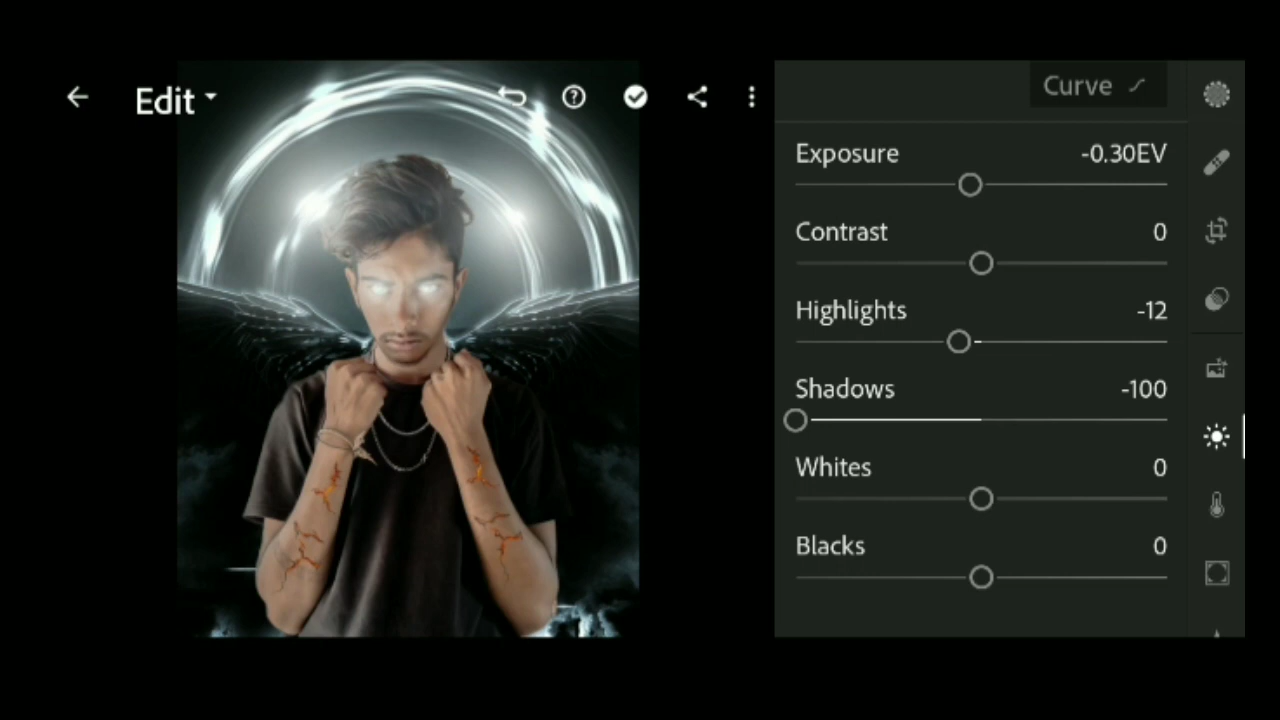 Edit
Curve
Exposure -0.30EV
Contrast 0
Highlights -12
Shadows -100
Whites 0
Blacks 0